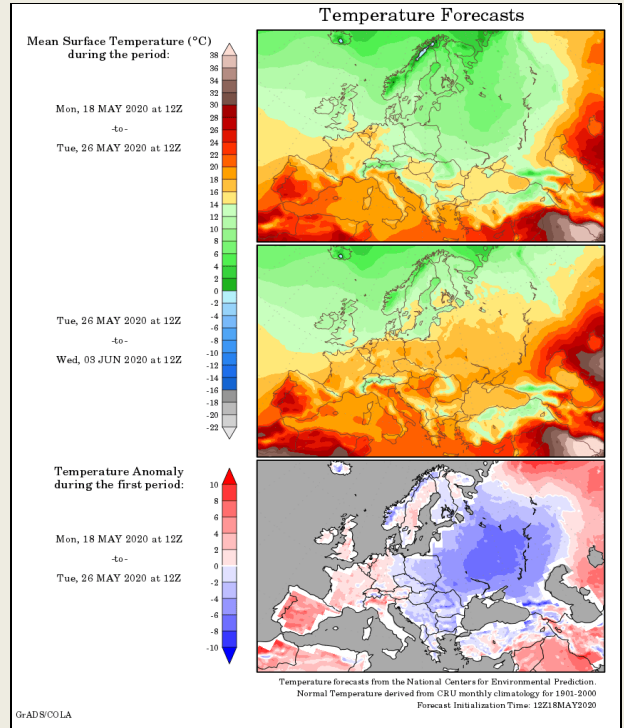 Temperature Forecasts
Mean Surface Temperature (°C)
during the period:
38
36
34
32
30
28
26
24
22
20
18
16
14
12
10
8
6
4
2
0
-2
-4
-6
-8
-10
-12
-14
-16
-18
-20
-22
Mon, 18 MAY 2020 at 12Z
-to-
Tue, 26 MAY 2020 at 12Z
Tue, 26 MAY 2020 at 12Z
-to-
Wed, 03 JUN 2020 at 12Z
Temperature Anomaly
during the first period:
10
8
6
4
2
0
-2
-4
-6
-8
-10
Mon, 18 MAY 2020 at 12Z
-to-
Tue, 26 MAY 2020 at 12Z
Temperature forecasts from the National Centers for Environmental Prediction.
Normal Temperature derived from CRU monthly climatology for 1901-2000
Forecast Initialization Time: 12Z18MAY2020
GrADS/COLA